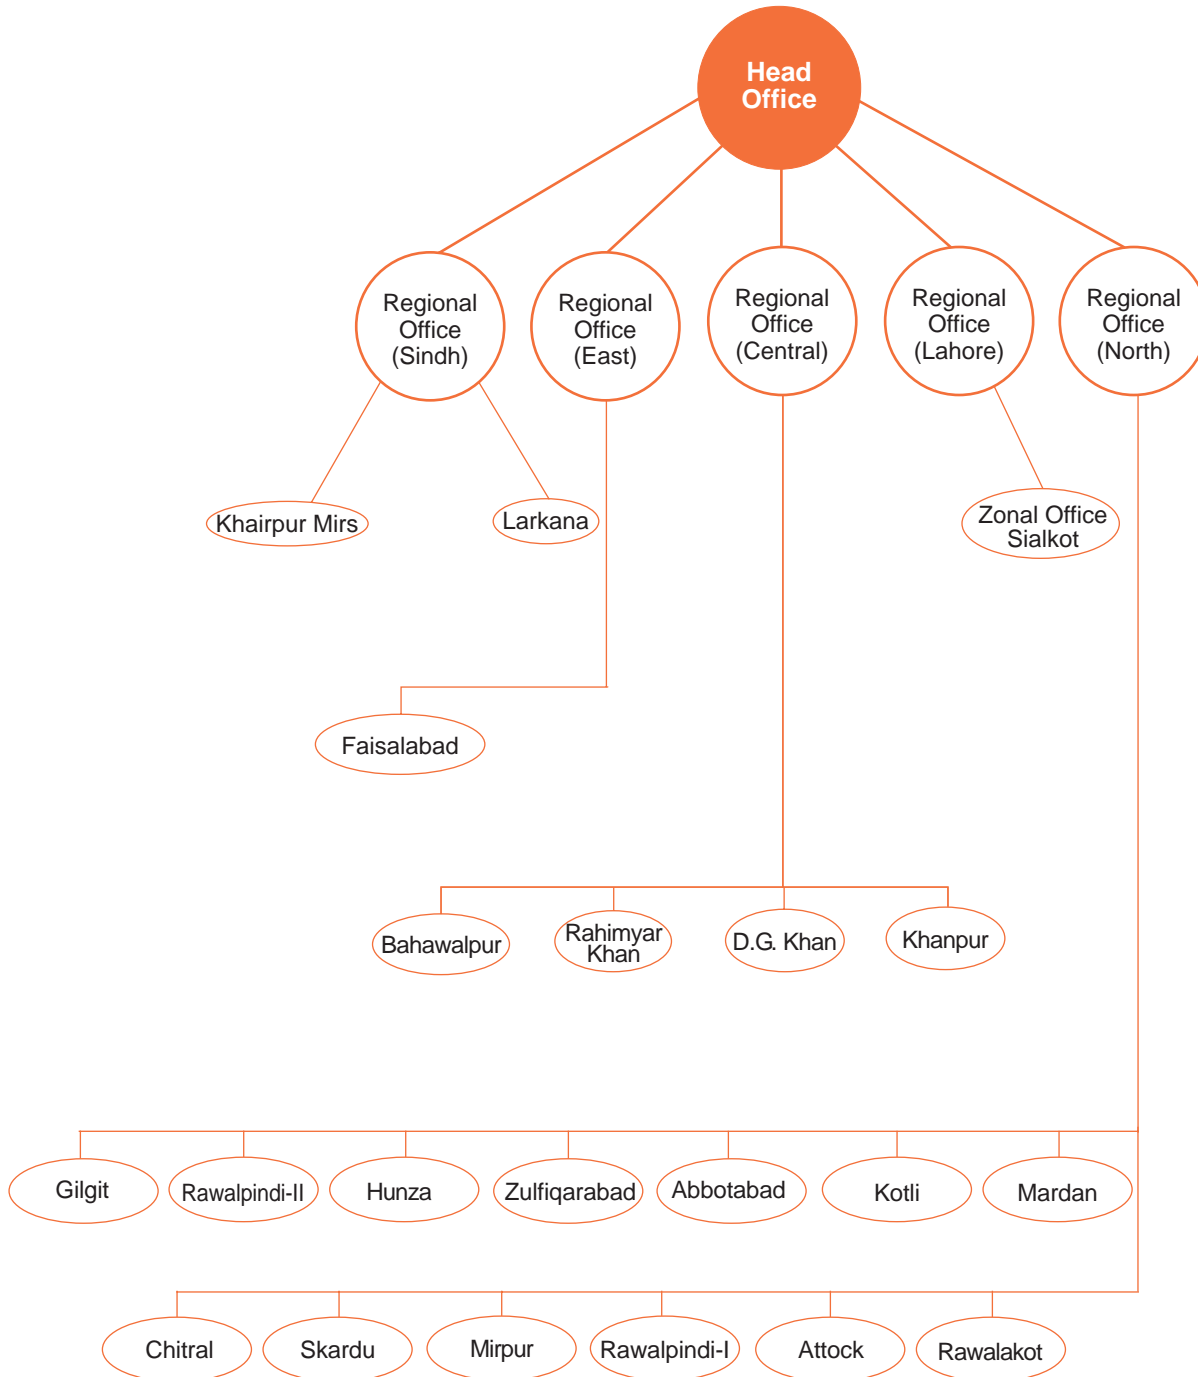 Head
Office
Regional
Office
(Sindh)
Regional
Office
(East)
Regional
Office
(Central)
Regional
Office
(Lahore)
Regional
Office
(North)
Khairpur Mirs
Larkana
Zonal Office
Sialkot
Faisalabad
Bahawalpur
Rahimyar
Khan
D.G. Khan
Khanpur
Gilgit
Rawalpindi-II
Hunza
Zulfiqarabad
Abbotabad
Kotli
Mardan
Chitral
Skardu
Mirpur
Rawalpindi-I
Attock
Rawalakot